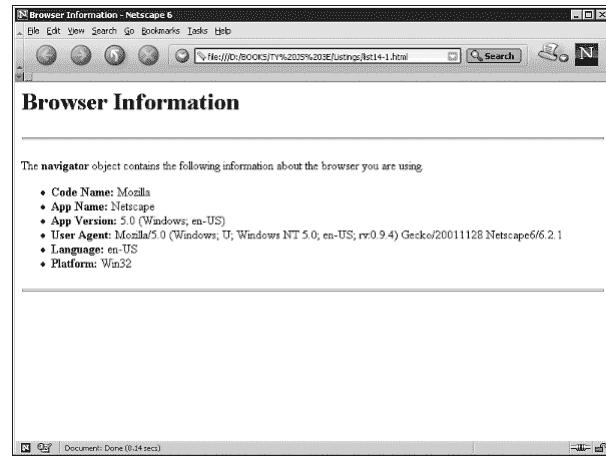 Browser Information - Netscape 6
File Edit View Search Go Bookmarks Tasks Help
file:///D:/BOOKS/TY%20JS%203E/Listings/list14-1.html Search N
Browser Information
The navigator object contains the following information about the browser you are using.
• Code Name: Mozilla
• App Name: Netscape
• App Version: 5.0 (Windows; en-US)
• User Agent: Mozilla/5.0 (Windows; U; Windows NT 5.0; en-US; rv:0.9.4) Gecko/20011128 Netscape6/6.2.1
• Language: en-US
• Platform: Win32
Document: Done (0.14 secs)